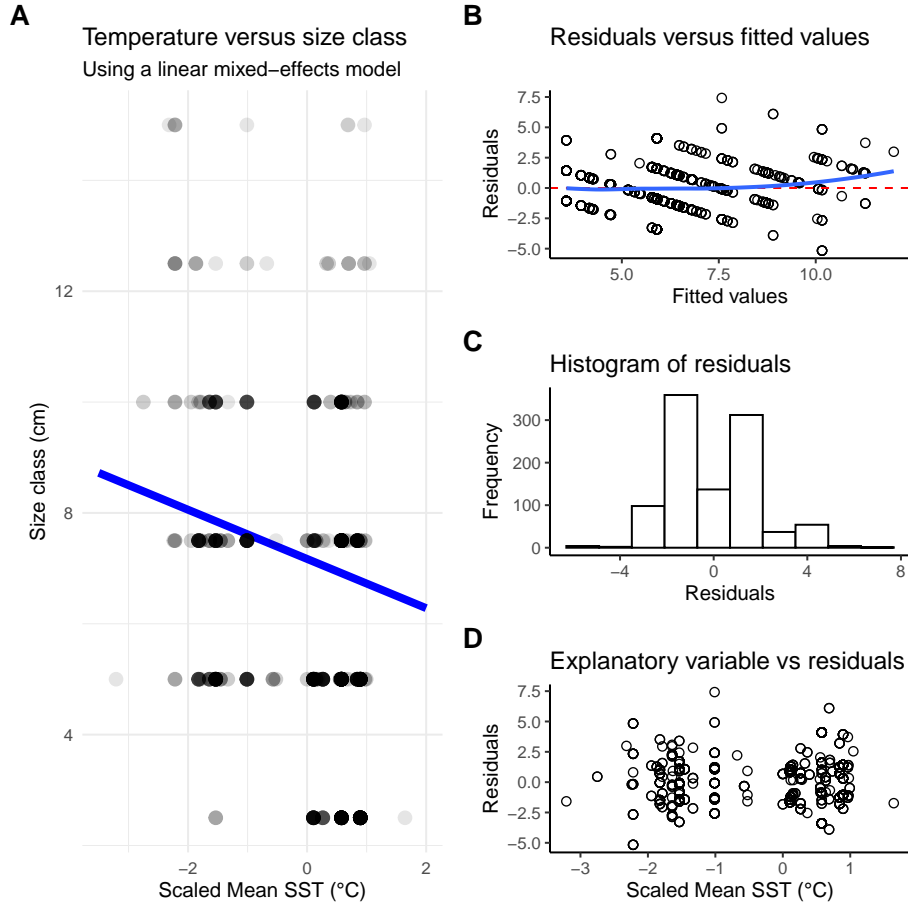 A
Temperature versus size class
Using a linear mixed−effects model
Size class (cm)
12
8
4
−2
0
2
Scaled Mean SST (°C)
B
Residuals versus fitted values
Residuals
7.5
5.0
2.5
0.0
−2.5
−5.0
5.0
7.5
10.0
Fitted values
C
Histogram of residuals
Frequency
300
200
100
0
−4
0
4
8
Residuals
D
Explanatory variable vs residuals
Residuals
7.5
5.0
2.5
0.0
−2.5
−5.0
−3
−2
−1
0
1
Scaled Mean SST (°C)